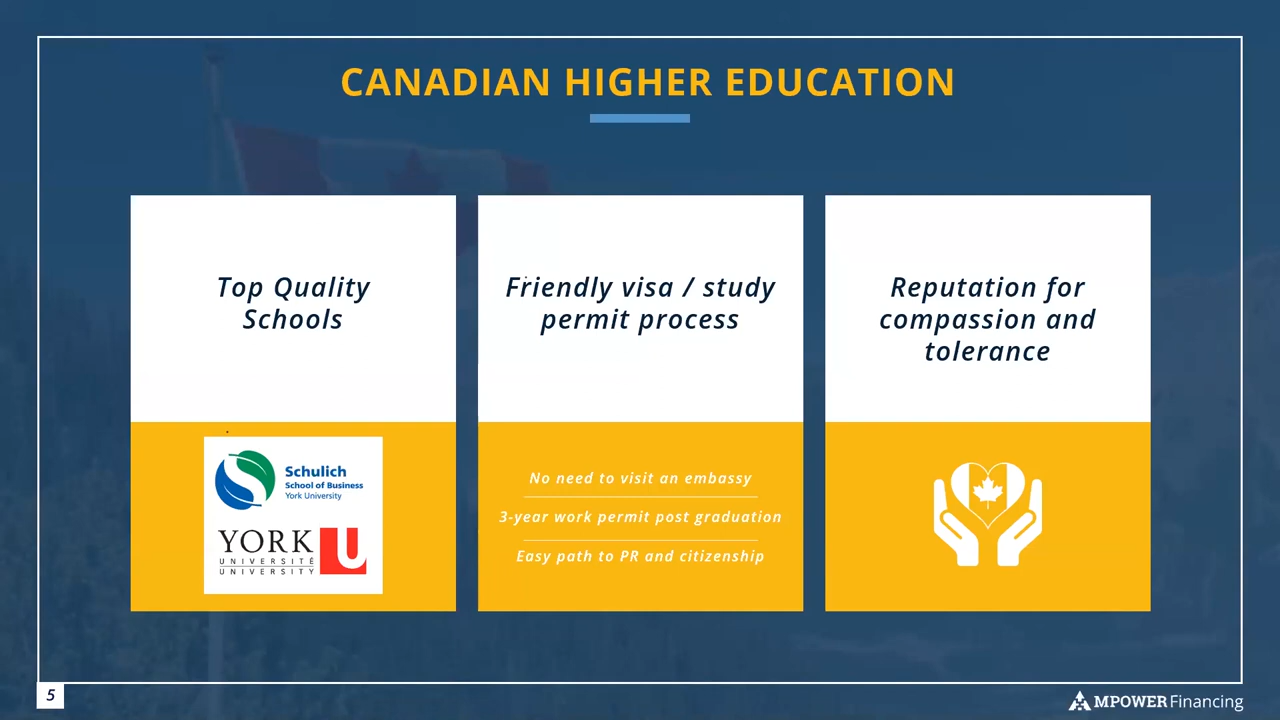 CANADIAN HIGHER EDUCATION
Top Quality
Schools
Schulich
School of Business
York University
YORK
UNIVERSITÉ
UNIVERSITY
U
Friendly visa / study
permit process
No need to visit an embassy
3-year work permit post graduation
Easy path to PR and citizenship
Reputation for
compassion and
tolerance
5
MPOWER Financing